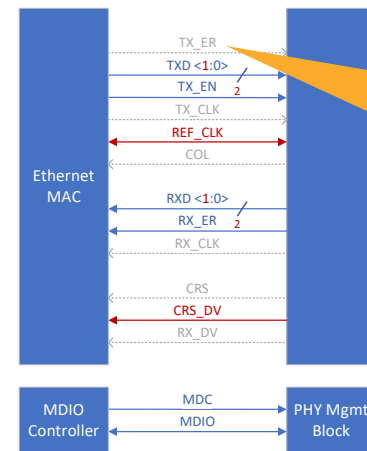 TX_ER
TXD <1:0>
TX_EN
2
TX_CLK
REF_CLK
COL
Ethernet
MAC
RXD <1:0>
RX_ER
2
RX_CLK
CRS
CRS_DV
RX_DV
MDIO
Controller
MDC
MDIO
PHY Mgmt
Block